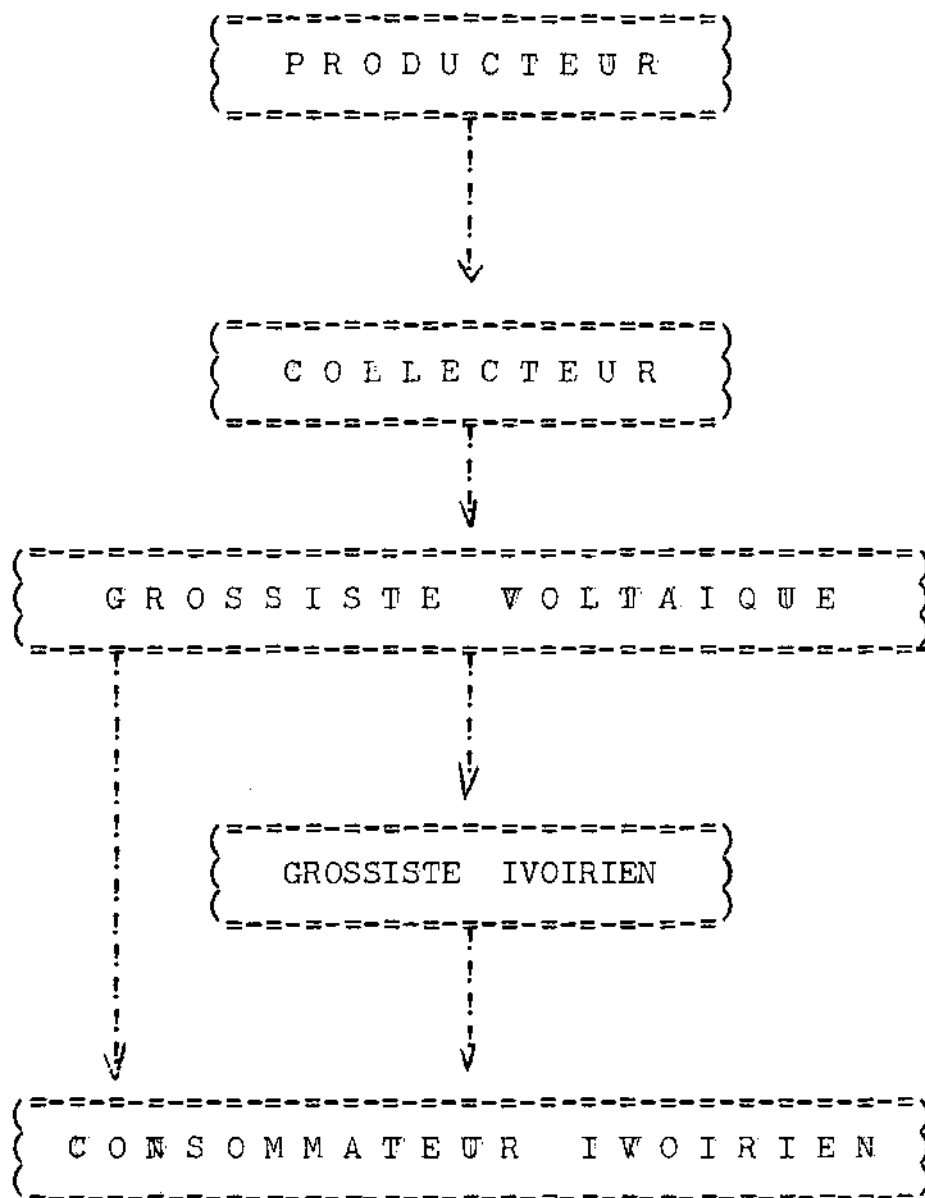 PRODUCTEUR
COLLECTEUR
GROSSISTE VOLTAIQUE
GROSSISTE IVOIRIEN
CONSOMMATEUR IVOIRIEN